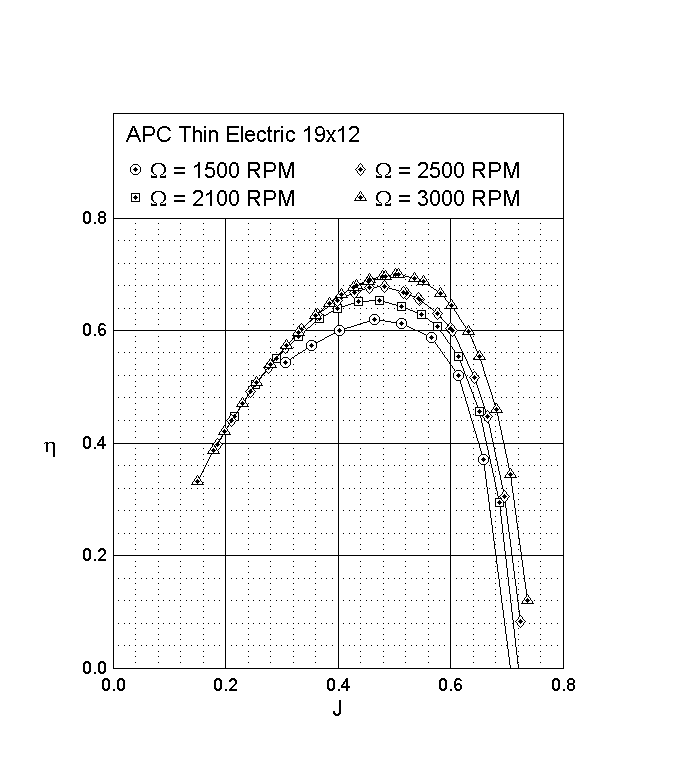 APC Thin Electric 19x12
Ω = 1500 RPM Ω = 2500 RPM
Ω = 2100 RPM Ω = 3000 RPM
0.8
0.6
η
0.4
0.2
0.0
0.0 0.2 0.4 0.6 0.8
J